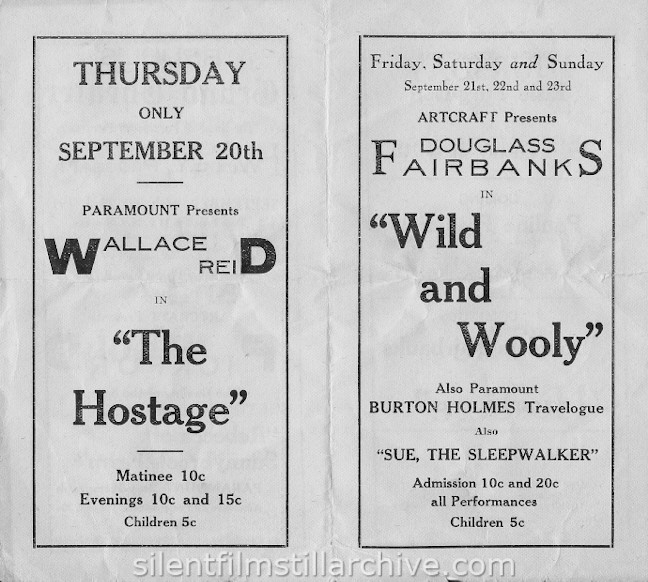 THURSDAY
ONLY
SEPTEMBER 20th
PARAMOUNT Presents
WALLACE
REID
IN
"The
Hostage"
Matinee 10c
Evenings 10c and 15c
Children 5c
Friday, Saturday and Sunday
September 21st, 22nd and 23rd
ARTCRAFT Presents
DOUGLASS
FAIRBANKS
IN
"Wild
and
Wooly"
Also Paramount
BURTON HOLMES Travelogue
Also
"SUE, THE SLEEPWALKER"
Admission 10c and 20c
all Performances
Children 5c
silentfilmstillarchive.com